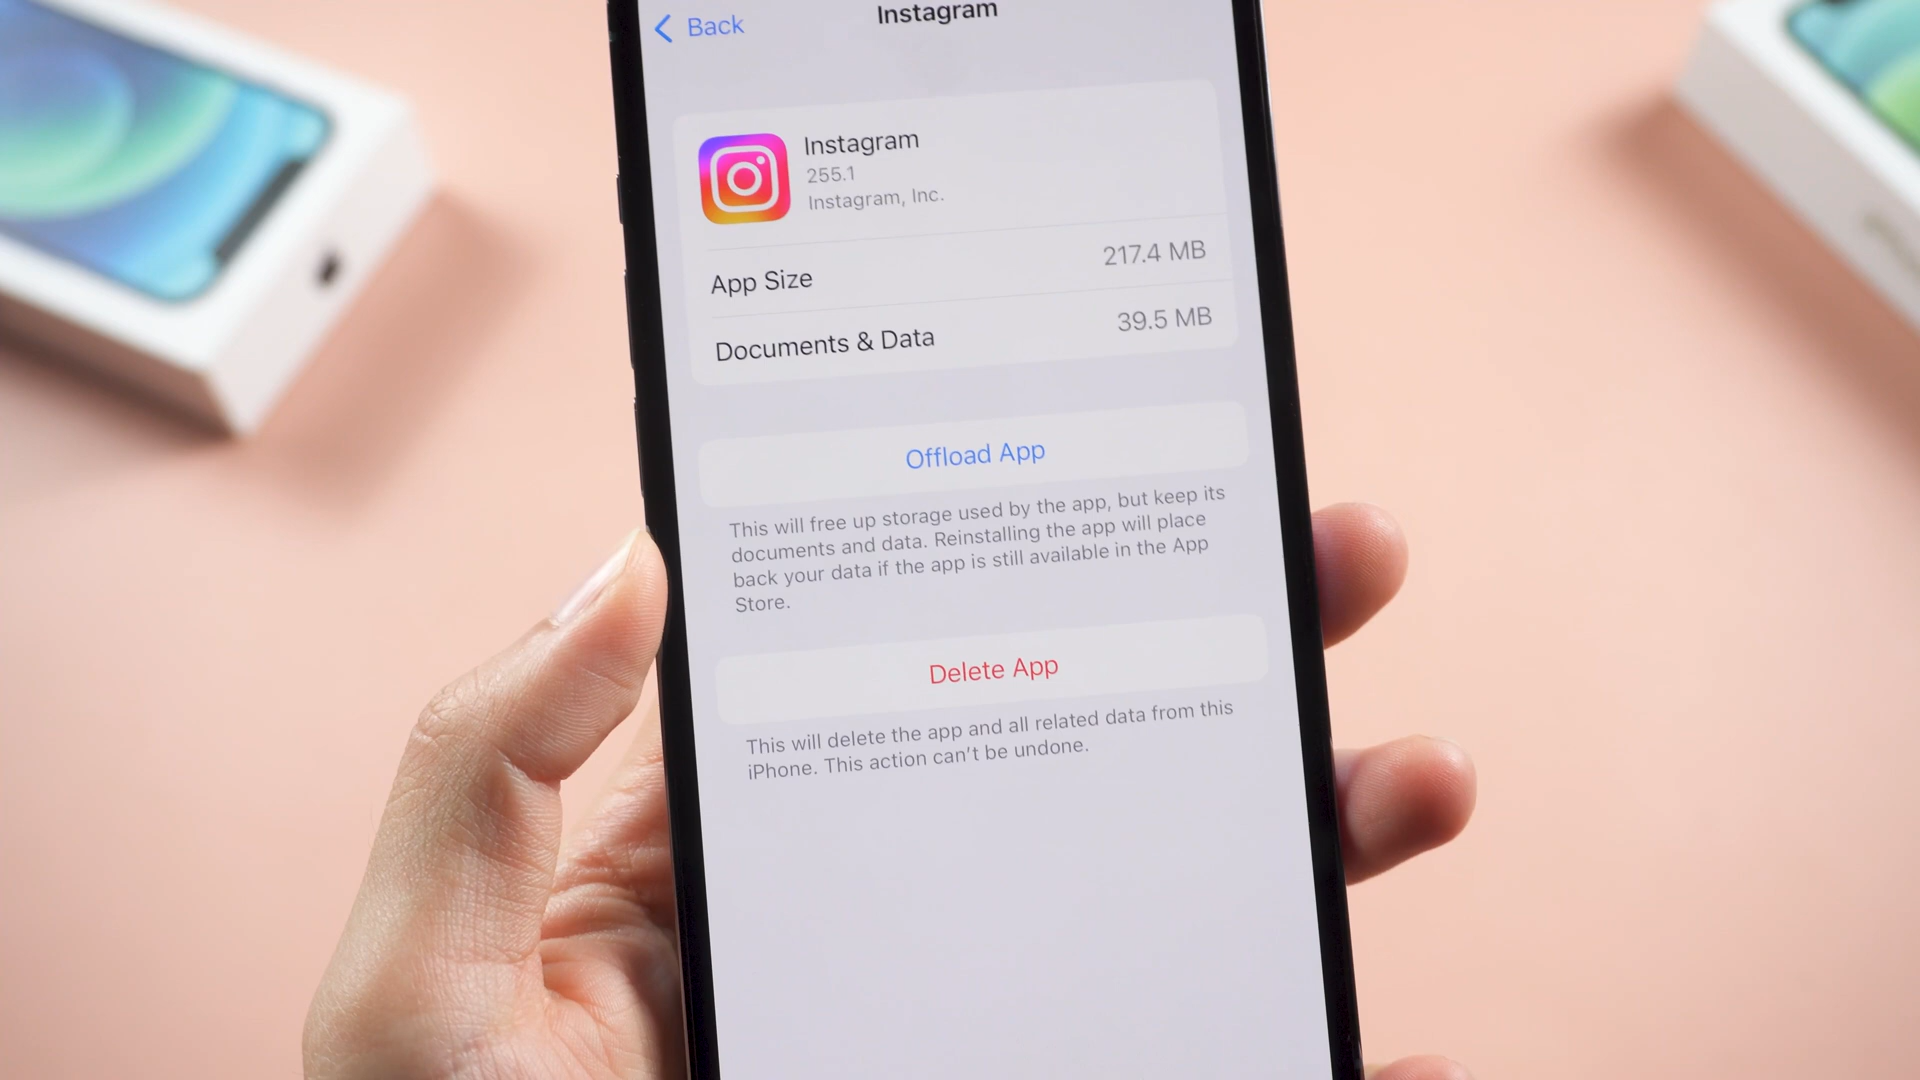 Back
Instagram
Instagram
255.1
Instagram, Inc.
App Size 217.4 MB
Documents & Data 39.5 MB
Offload App
This will free up storage used by the app, but keep its
documents and data. Reinstalling the app will place
back your data if the app is still available in the App
Store.
Delete App
This will delete the app and all related data from this
iPhone. This action can't be undone.